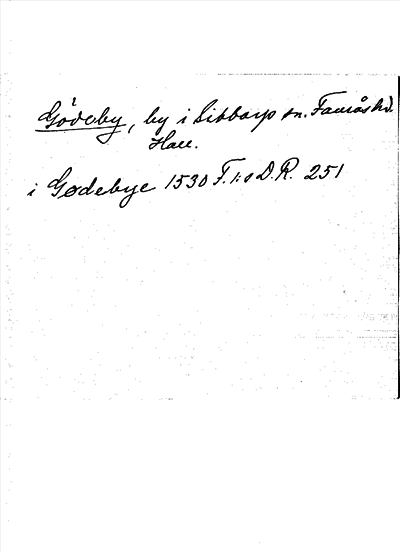 Gödeby, by i Sibbarp sn. Faurås hd.
Hall.
i Gødebye 1530 F. 1:s D.R. 251